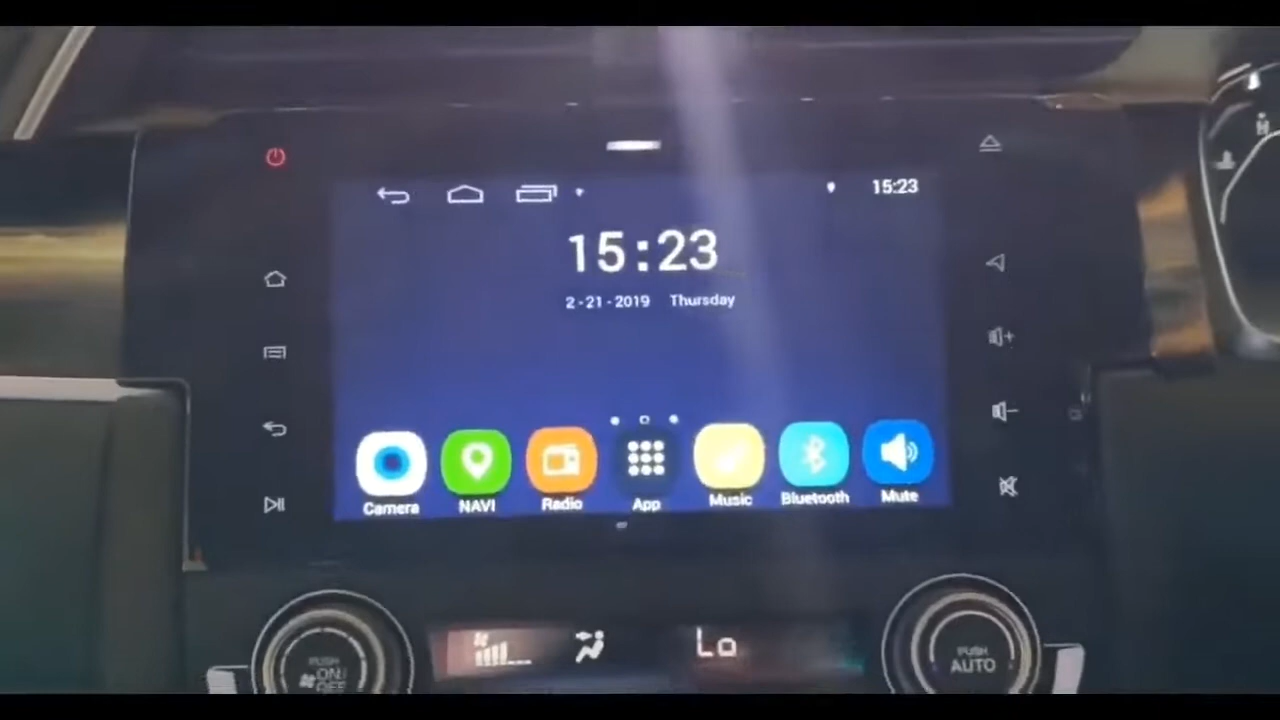 15:23
15:23
2-21-2019 Thursday
Camera NAVI Radio App Music Bluetooth Mute
Lo
PUSH
ON/
OFF
PUSH
AUTO